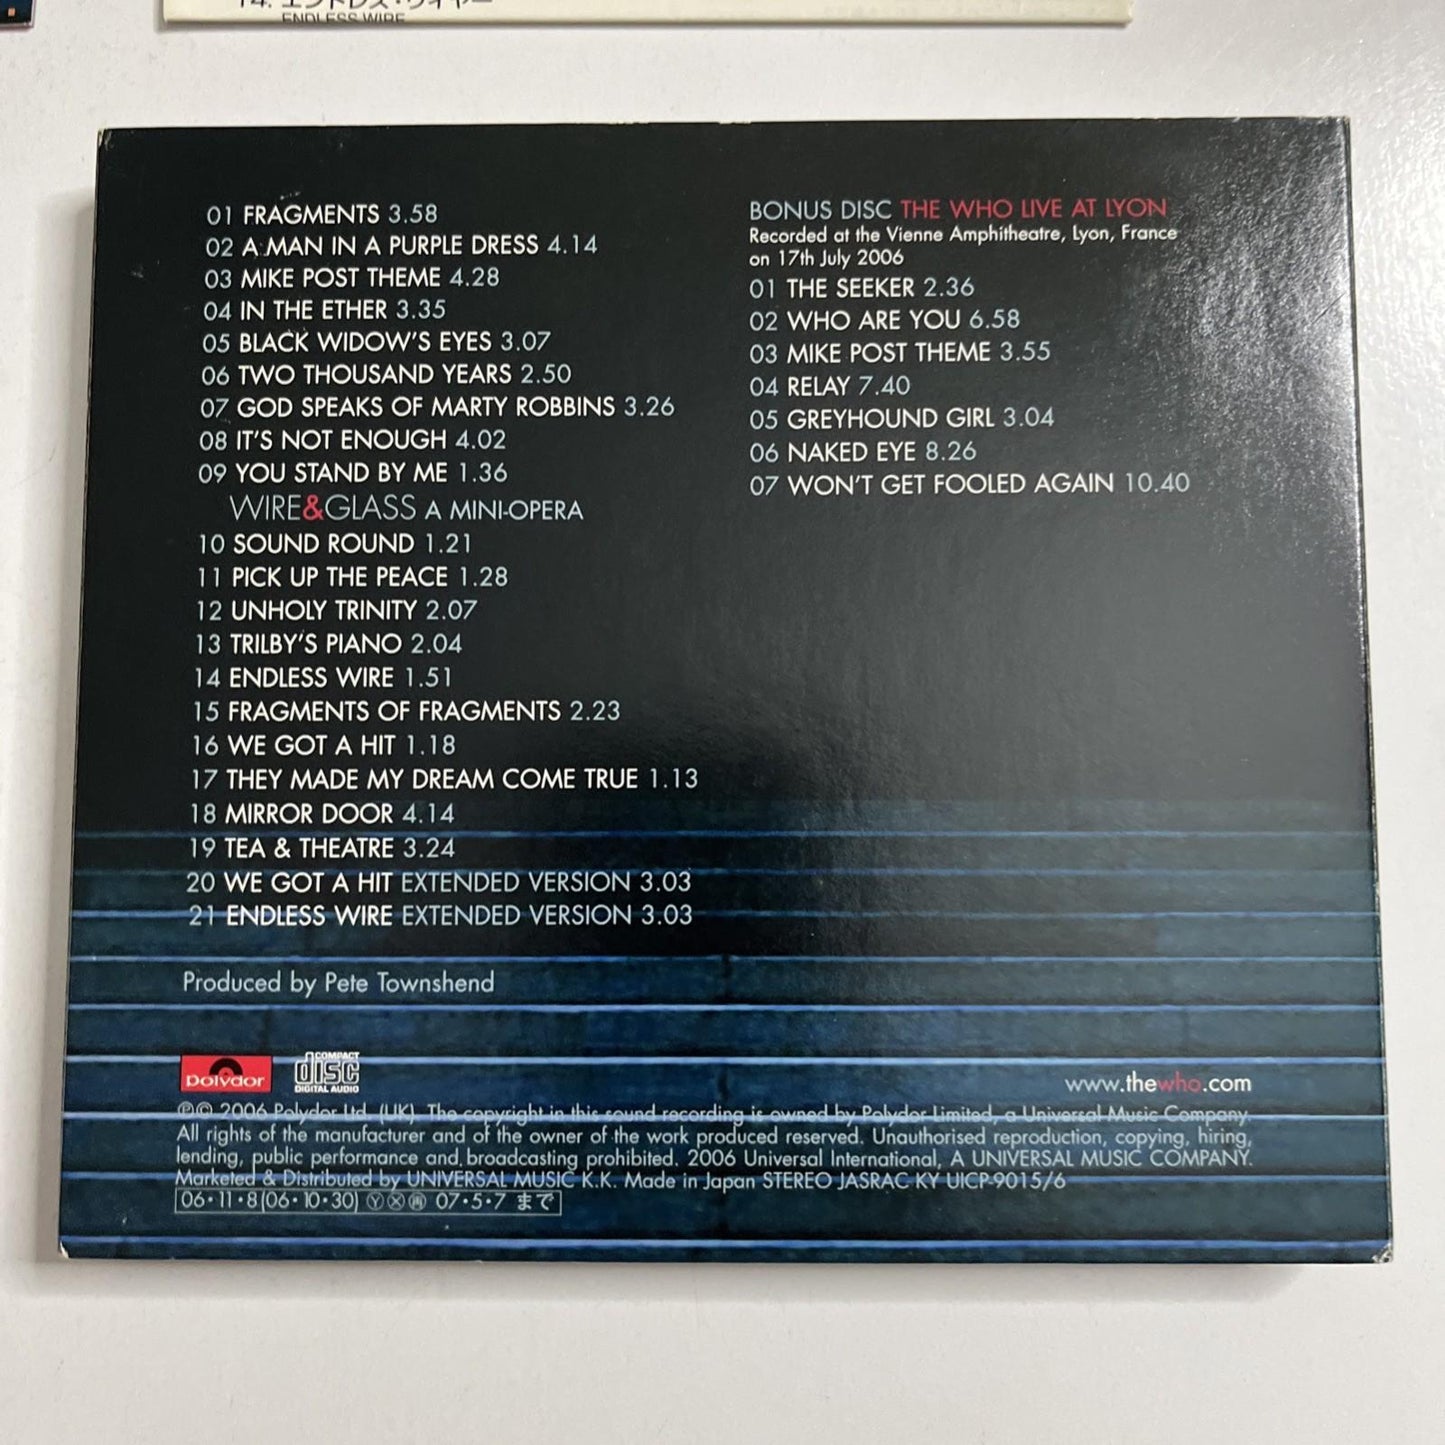 14. エンドレス・ワイヤー
ENDLESS WIRE
01 FRAGMENTS 3.58
02 A MAN IN A PURPLE DRESS 4.14
03 MIKE POST THEME 4.28
04 IN THE ETHER 3.35
05 BLACK WIDOW'S EYES 3.07
06 TWO THOUSAND YEARS 2.50
07 GOD SPEAKS OF MARTY ROBBINS 3.26
08 IT'S NOT ENOUGH 4.02
09 YOU STAND BY ME 1.36
WIRE&GLASS A MINI-OPERA
10 SOUND ROUND 1.21
11 PICK UP THE PEACE 1.28
12 UNHOLY TRINITY 2.07
13 TRILBY'S PIANO 2.04
14 ENDLESS WIRE 1.51
15 FRAGMENTS OF FRAGMENTS 2.23
16 WE GOT A HIT 1.18
17 THEY MADE MY DREAM COME TRUE 1.13
18 MIRROR DOOR 4.14
19 TEA & THEATRE 3.24
20 WE GOT A HIT EXTENDED VERSION 3.03
21 ENDLESS WIRE EXTENDED VERSION 3.03
BONUS DISC THE WHO LIVE AT LYON
Recorded at the Vienne Amphitheatre, Lyon, France
on 17th July 2006
01 THE SEEKER 2.36
02 WHO ARE YOU 6.58
03 MIKE POST THEME 3.55
04 RELAY 7.40
05 GREYHOUND GIRL 3.04
06 NAKED EYE 8.26
07 WON'T GET FOOLED AGAIN 10.40
Produced by Pete Townshend
polydor
COMPACT
disc
DIGITAL AUDIO
www.thewho.com
℗© 2006 Polydor Ltd. (UK). The copyright in this sound recording is owned by Polydor Limited, a Universal Music Company.
All rights of the manufacturer and of the owner of the work produced reserved. Unauthorised reproduction, copying, hiring,
lending, public performance and broadcasting prohibited. 2006 Universal International, A UNIVERSAL MUSIC COMPANY.
Marketed & Distributed by UNIVERSAL MUSIC K.K. Made in Japan STEREO JASRAC KY UICP-9015/6
06・11・8(06・10・30) Ⓨ 07・5・7 まで